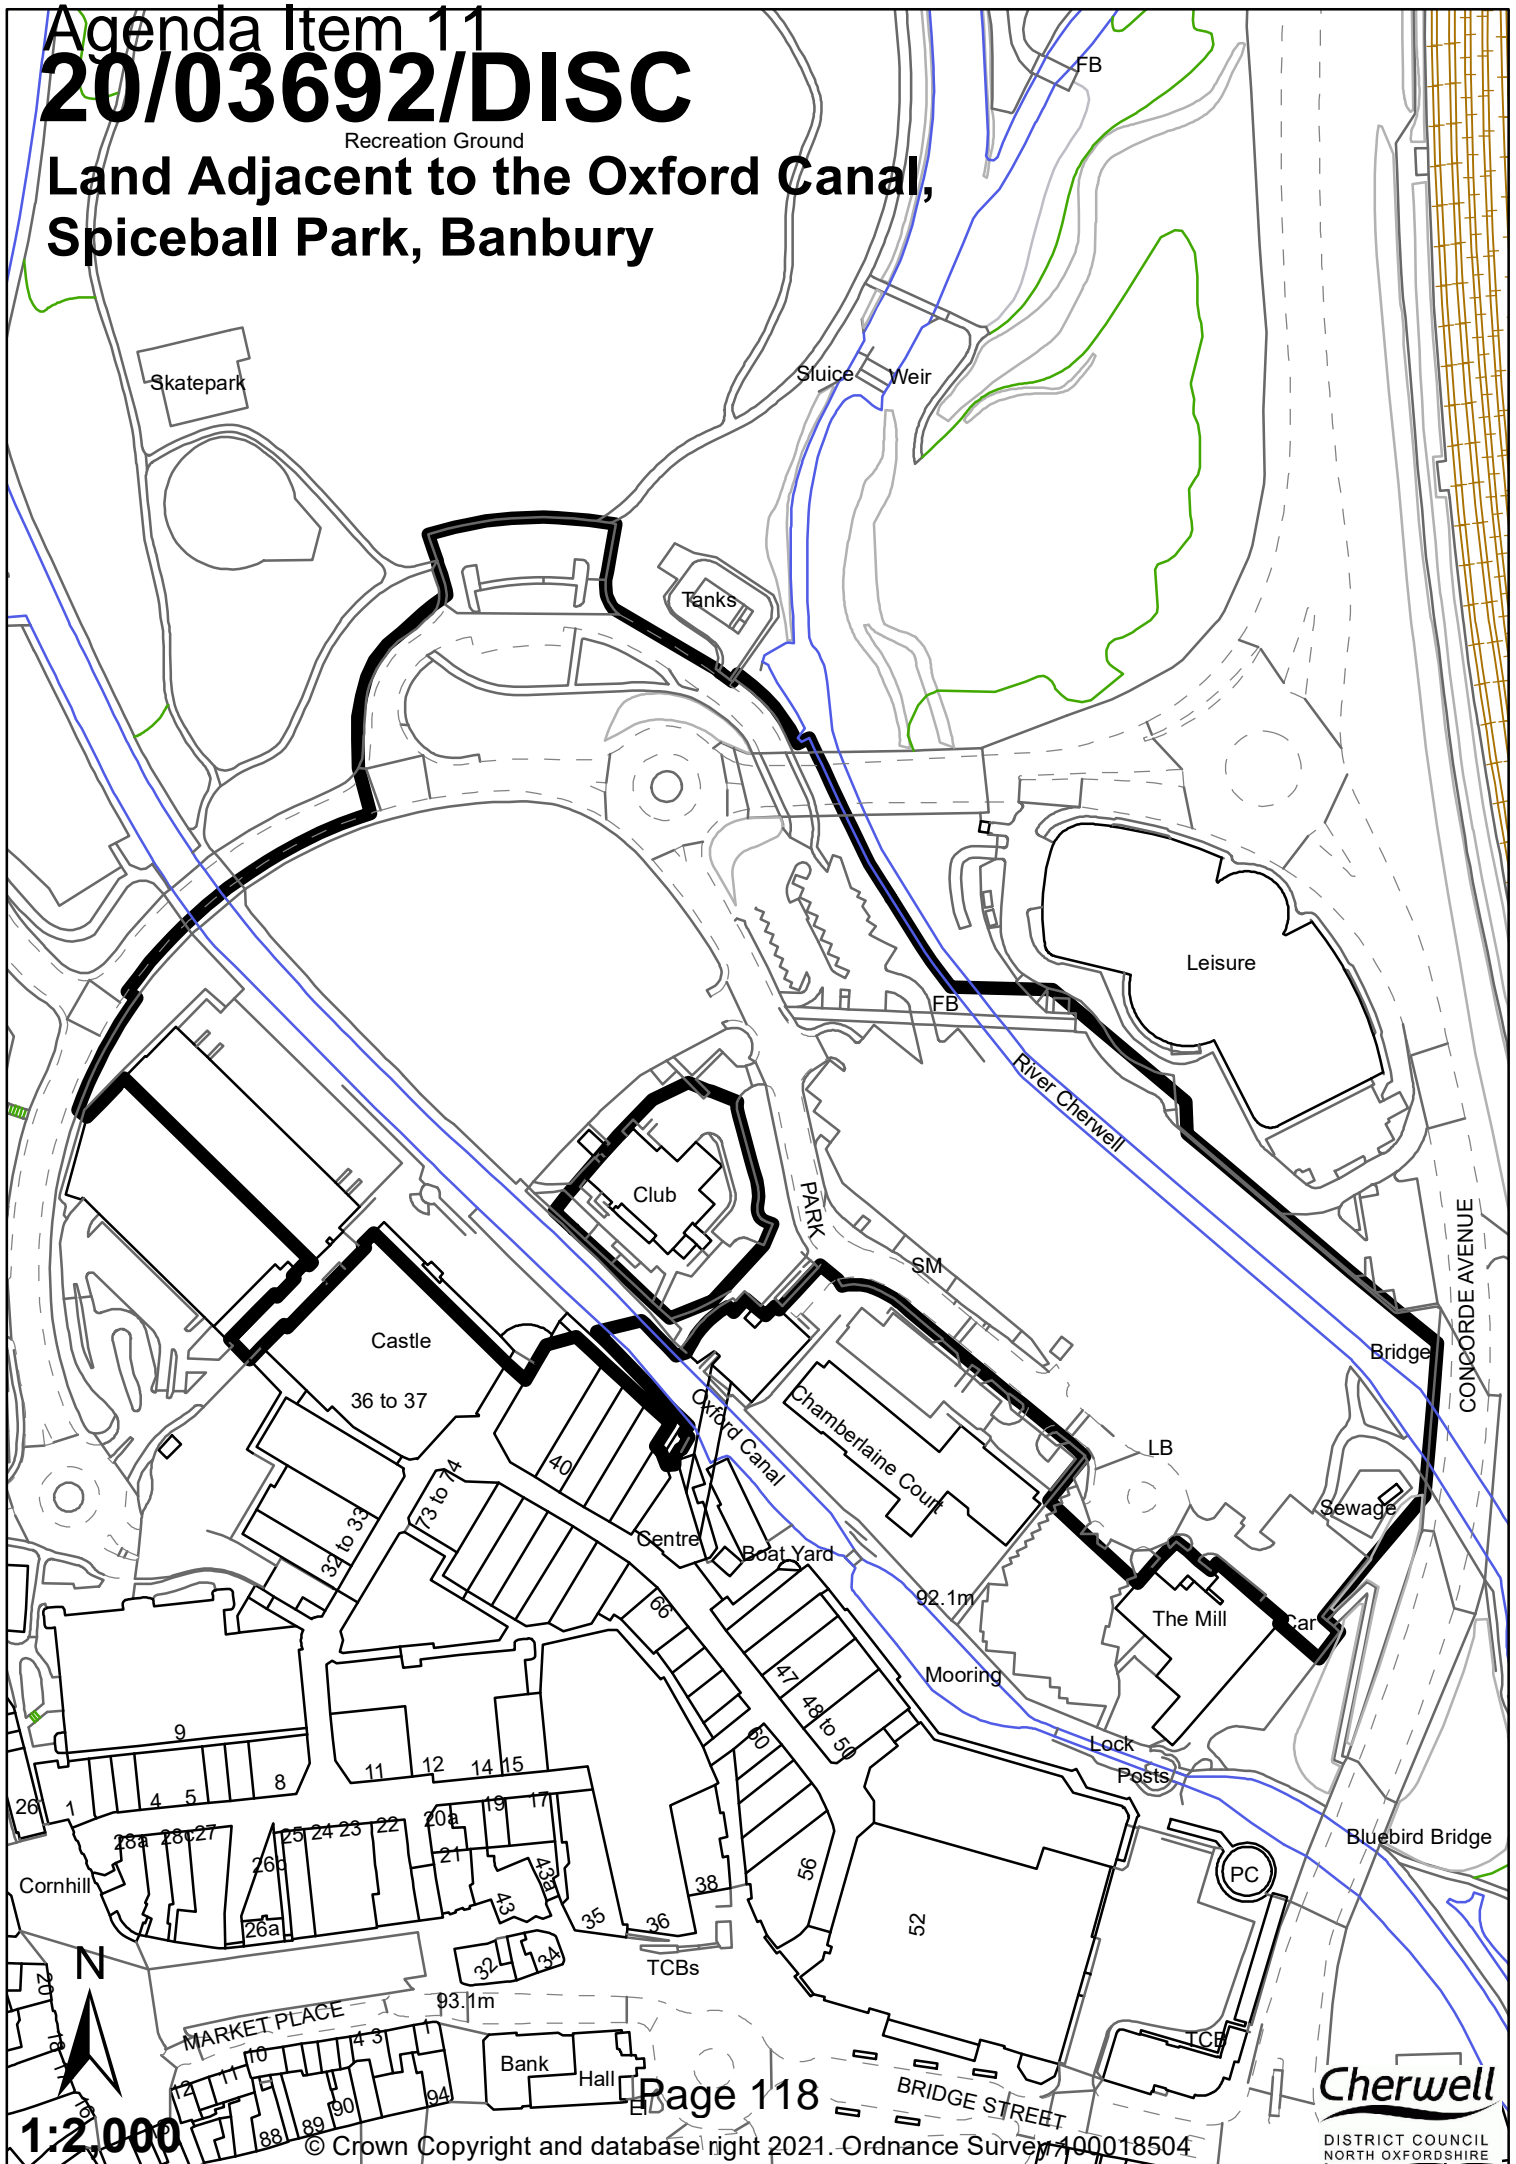 Agenda Item 11
20/03692/DISC
Recreation Ground
Land Adjacent to the Oxford Canal,
Spiceball Park, Banbury
FB
Skatepark
Sluice
Weir
Tanks
Leisure
FB
River Cherwell
Club
PARK
SM
CONCORDE AVENUE
Castle
36 to 37
Bridge
Oxford Canal
Chamberlaine Court
LB
40
73 to 74
32 to 33
Sewage
Centre
Boat Yard
92.1m
The Mill
Car
66
47
48 to 50
60
Mooring
Lock
Posts
9
11
12
14
15
8
5
4
1
26
28a
28c
27
25
24
23
22
20a
19
17
21
26c
26a
43
43a
35
36
38
56
52
Bluebird Bridge
PC
Cornhill
N
32
34
TCBs
20
18
17
16
MARKET PLACE
93.1m
TCB
12
11
10
4
3
1
88
89
90
94
Bank
Hall
El
Page 118
BRIDGE STREET
1:2,000
© Crown Copyright and database right 2021. Ordnance Survey 100018504
Cherwell
DISTRICT COUNCIL
NORTH OXFORDSHIRE